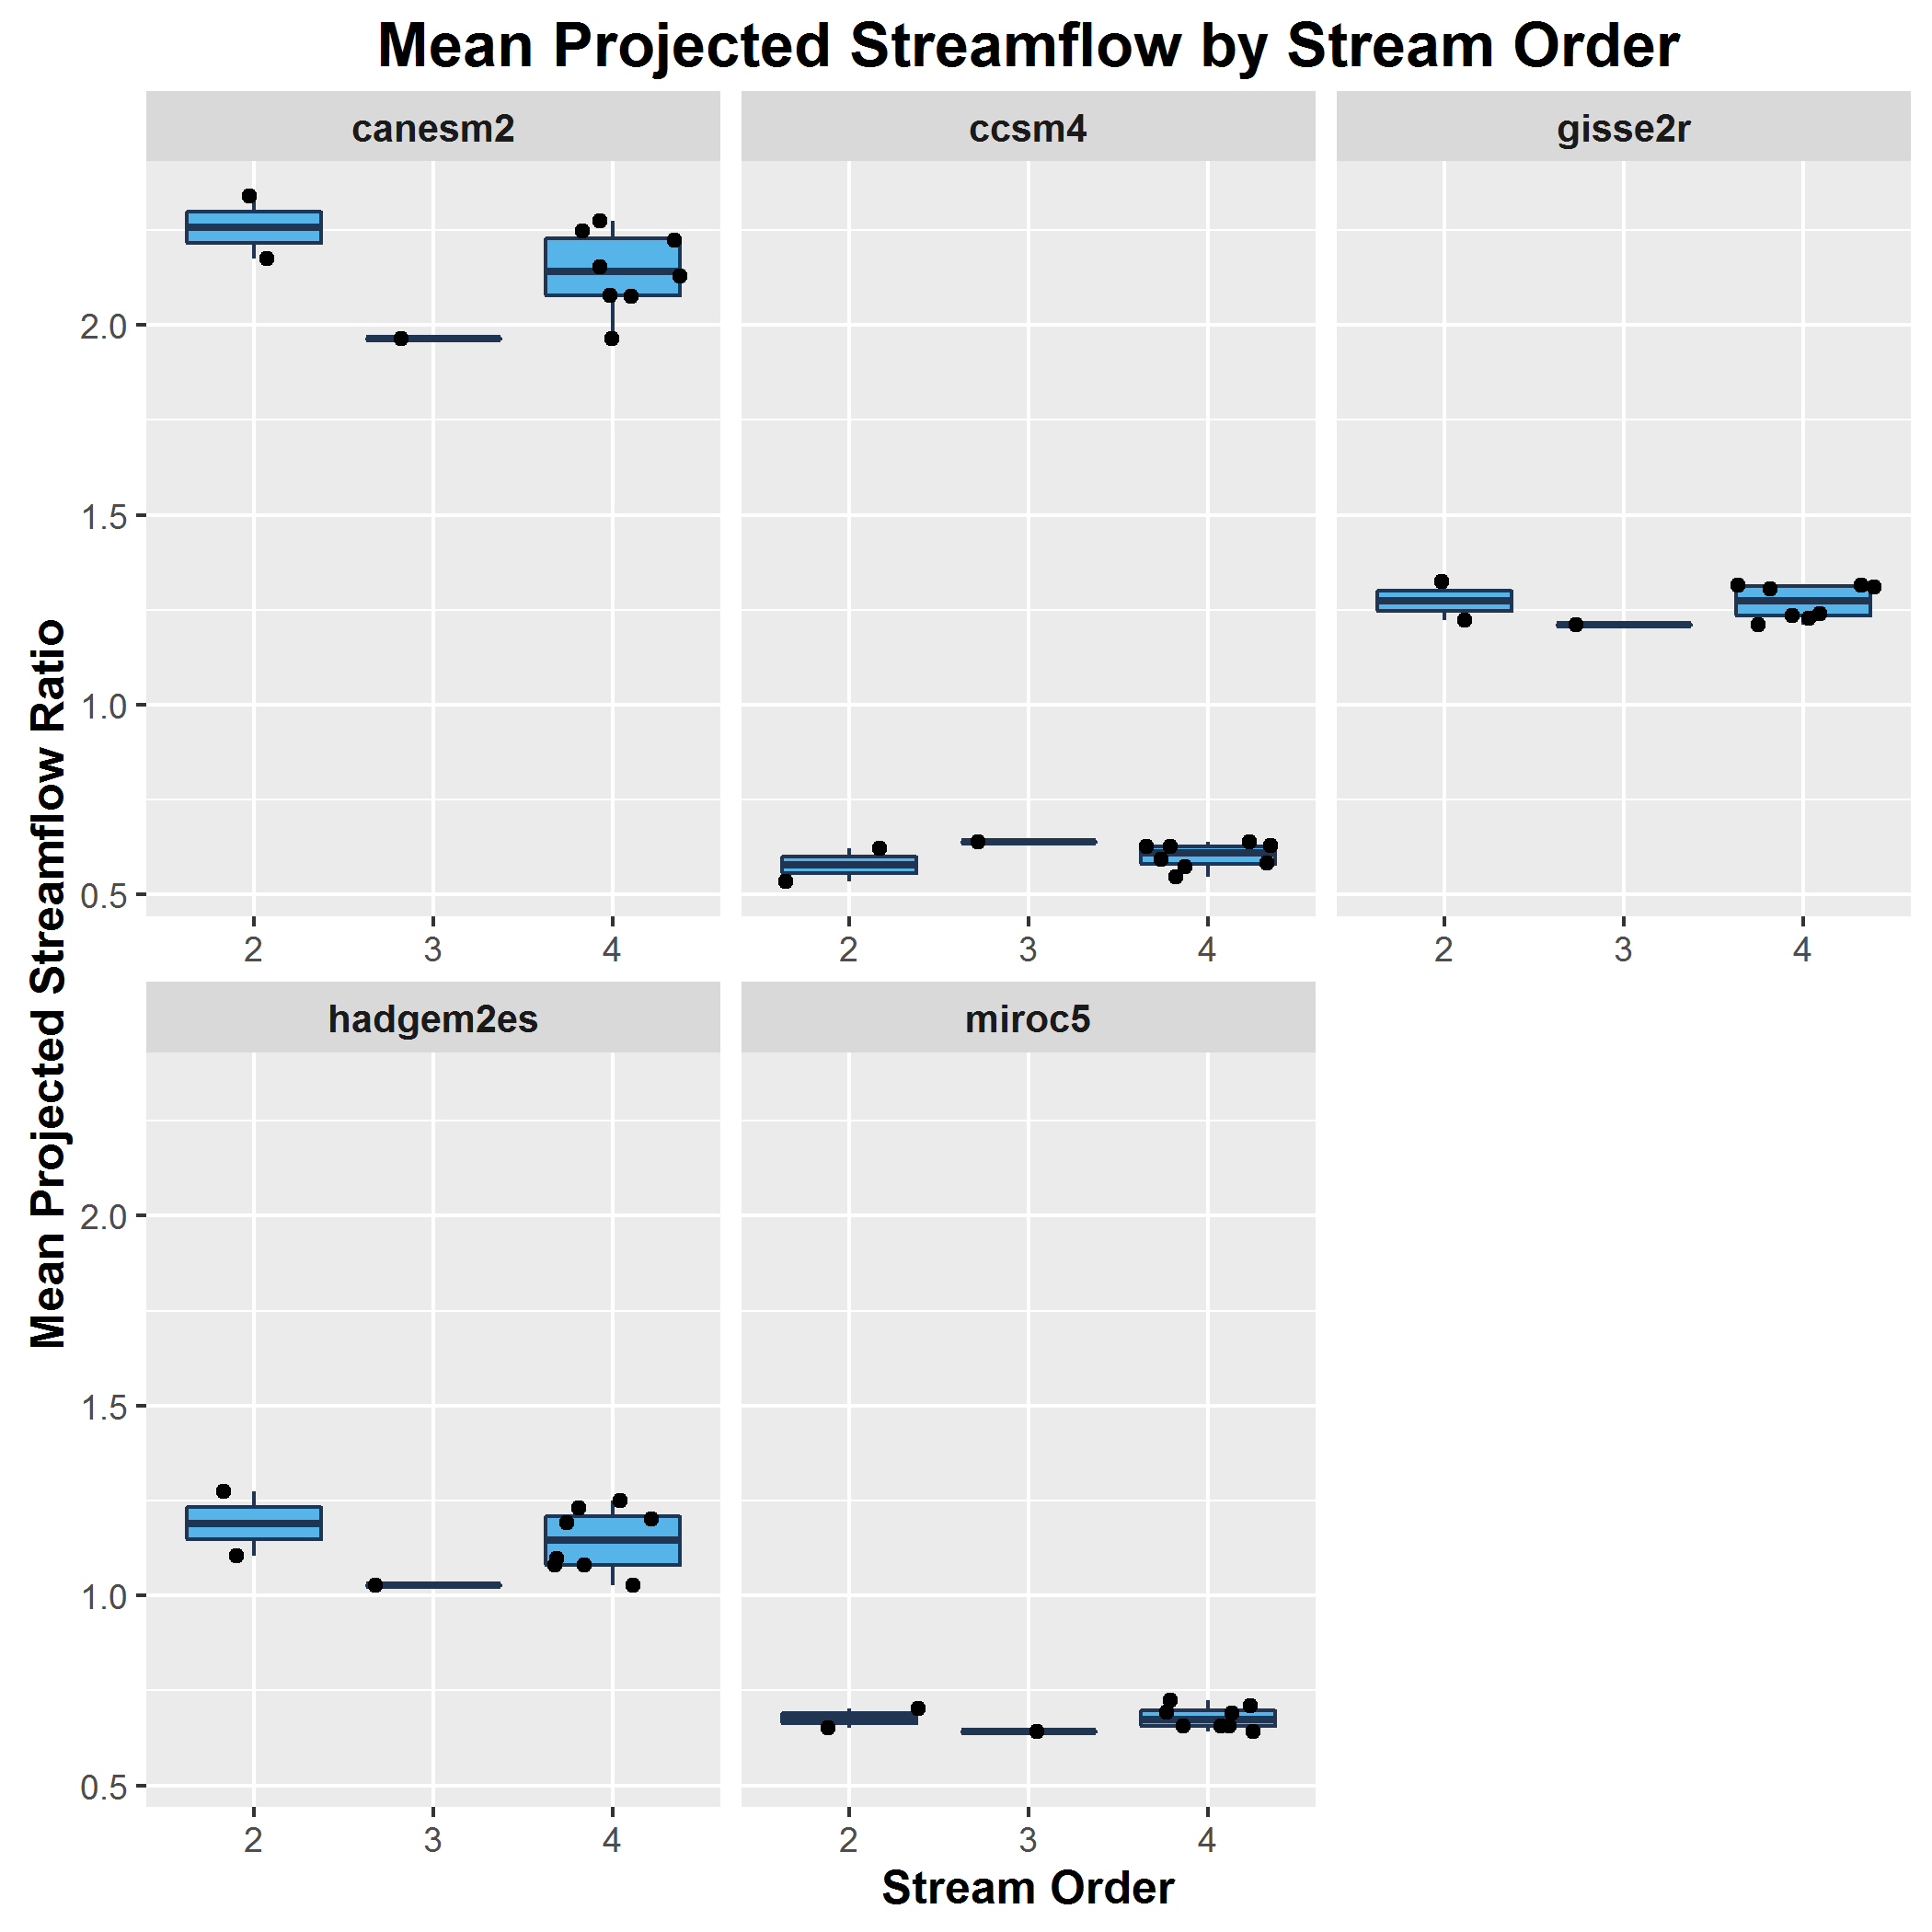 Mean Projected Streamflow by Stream Order
canesm2
ccsm4
gisse2r
Mean Projected Streamflow Ratio
2.0
1.5
1.0
0.5
2 3 4
2 3 4
2 3 4
hadgem2es
miroc5
2.0
1.5
1.0
0.5
2 3 4
2 3 4
Stream Order